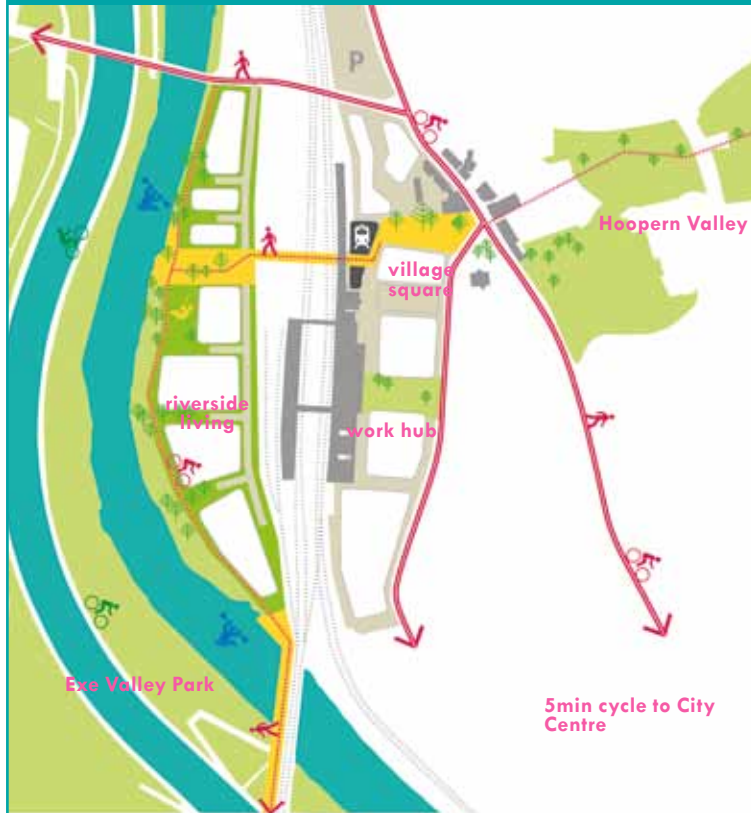 P
Hoopern Valley
village
square
riverside
living
work hub
Exe Valley Park
5min cycle to City
Centre